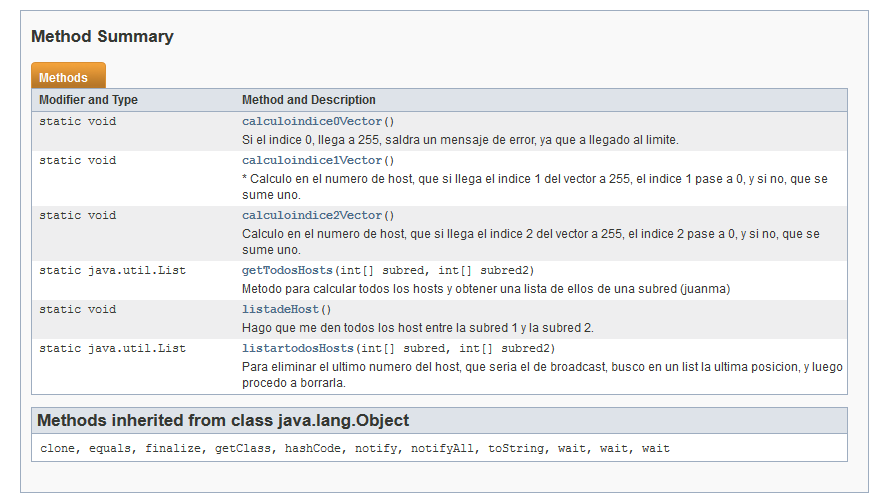 Method Summary
Methods
Modifier and Type Method and Description
static void calculoindice0Vector()
Si el indice 0, llega a 255, saldra un mensaje de error, ya que a llegado al limite.
static void calculoindice1Vector()
* Calculo en el numero de host, que si llega el indice 1 del vector a 255, el indice 1 pase a 0, y si no, que se
sume uno.
static void calculoindice2Vector()
Calculo en el numero de host, que si llega el indice 2 del vector a 255, el indice 2 pase a 0, y si no, que se
sume uno.
static java.util.List getTodosHosts(int[] subred, int[] subred2)
Metodo para calcular todos los hosts y obtener una lista de ellos de una subred (juanma)
static void listadeHost()
Hago que me den todos los host entre la subred 1 y la subred 2.
static java.util.List listartodosHosts(int[] subred, int[] subred2)
Para eliminar el ultimo numero del host, que seria el de broadcast, busco en un list la ultima posicion, y luego
procedo a borrarla.
Methods inherited from class java.lang.Object
clone, equals, finalize, getClass, hashCode, notify, notifyAll, toString, wait, wait, wait